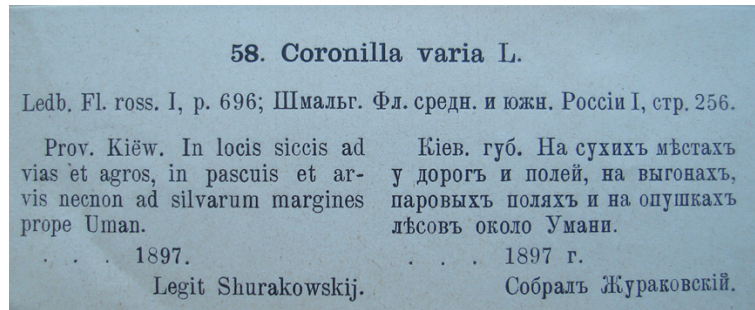 58. Coronilla varia L.
Ledb. Fl. ross. I, p. 696; Шмальг. Фл. средн. и южн. Россіи I, стр. 256.
Prov. Kiëw. In locis siccis ad
vias et agros, in pascuis et ar-
vis necnon ad silvarum margines
prope Uman.
. . . 1897.
Legit Shurakowskij.
Кіев. губ. На сухихъ мѣстахъ
у дорогъ и полей, на выгонахъ,
паровыхъ поляхъ и на опушкахъ
лѣсовъ около Умани.
. . . 1897 г.
Собралъ Жураковскій.